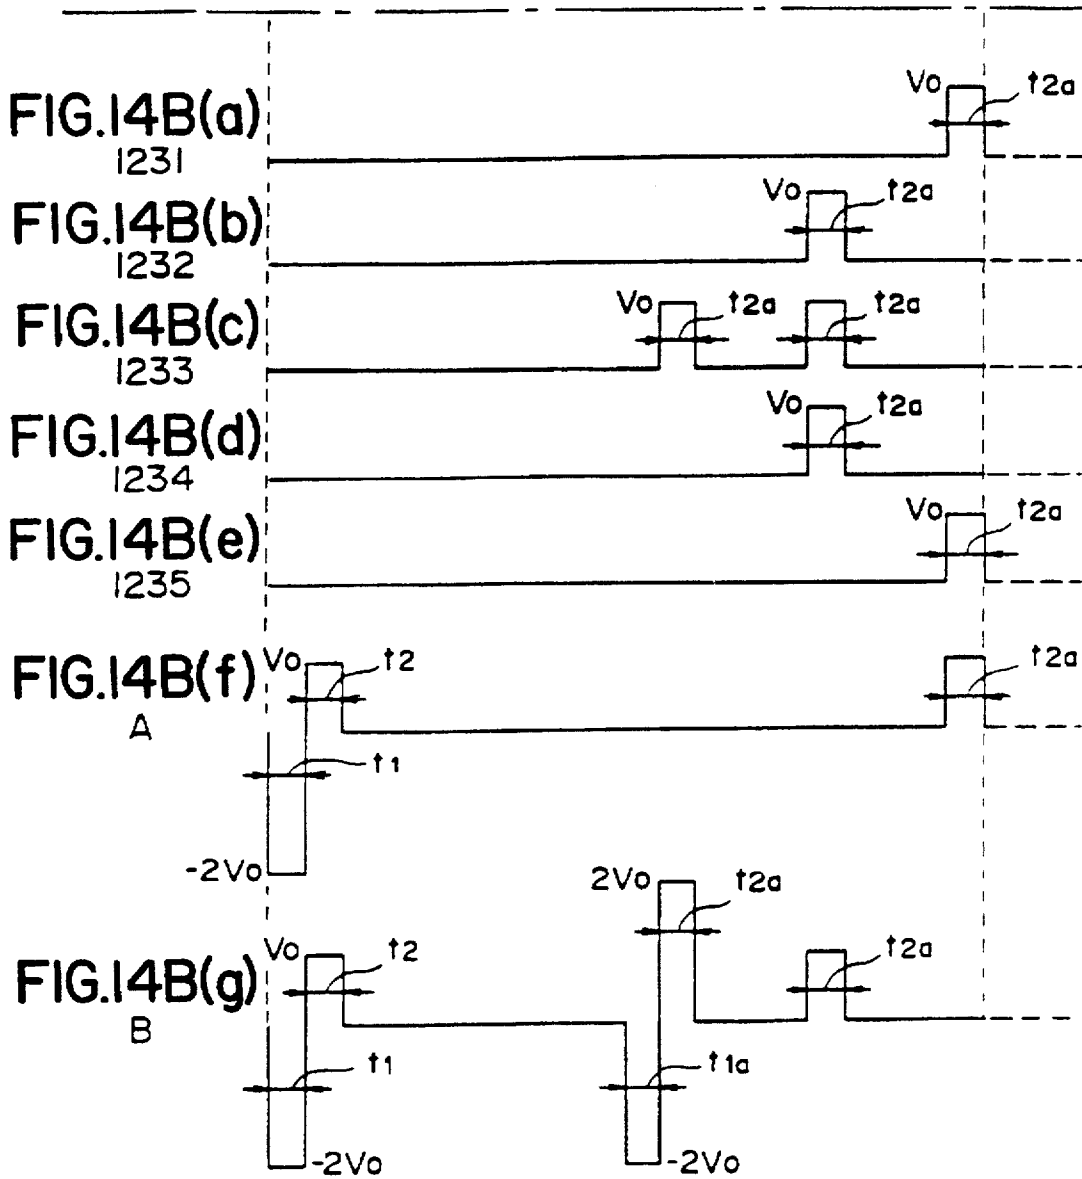 Vo t2a
FIG.14B(a)
1231
Vo t2a
FIG.14B(b)
1232
Vo t2a t2a
FIG.14B(c)
1233
Vo t2a
FIG.14B(d)
1234
Vo t2a
FIG.14B(e)
1235
Vo t2 t2a
FIG.14B(f)
A
t1
-2Vo
2Vo t2a
Vo t2 t2a
FIG.14B(g)
B
t1 t1a
-2Vo -2Vo